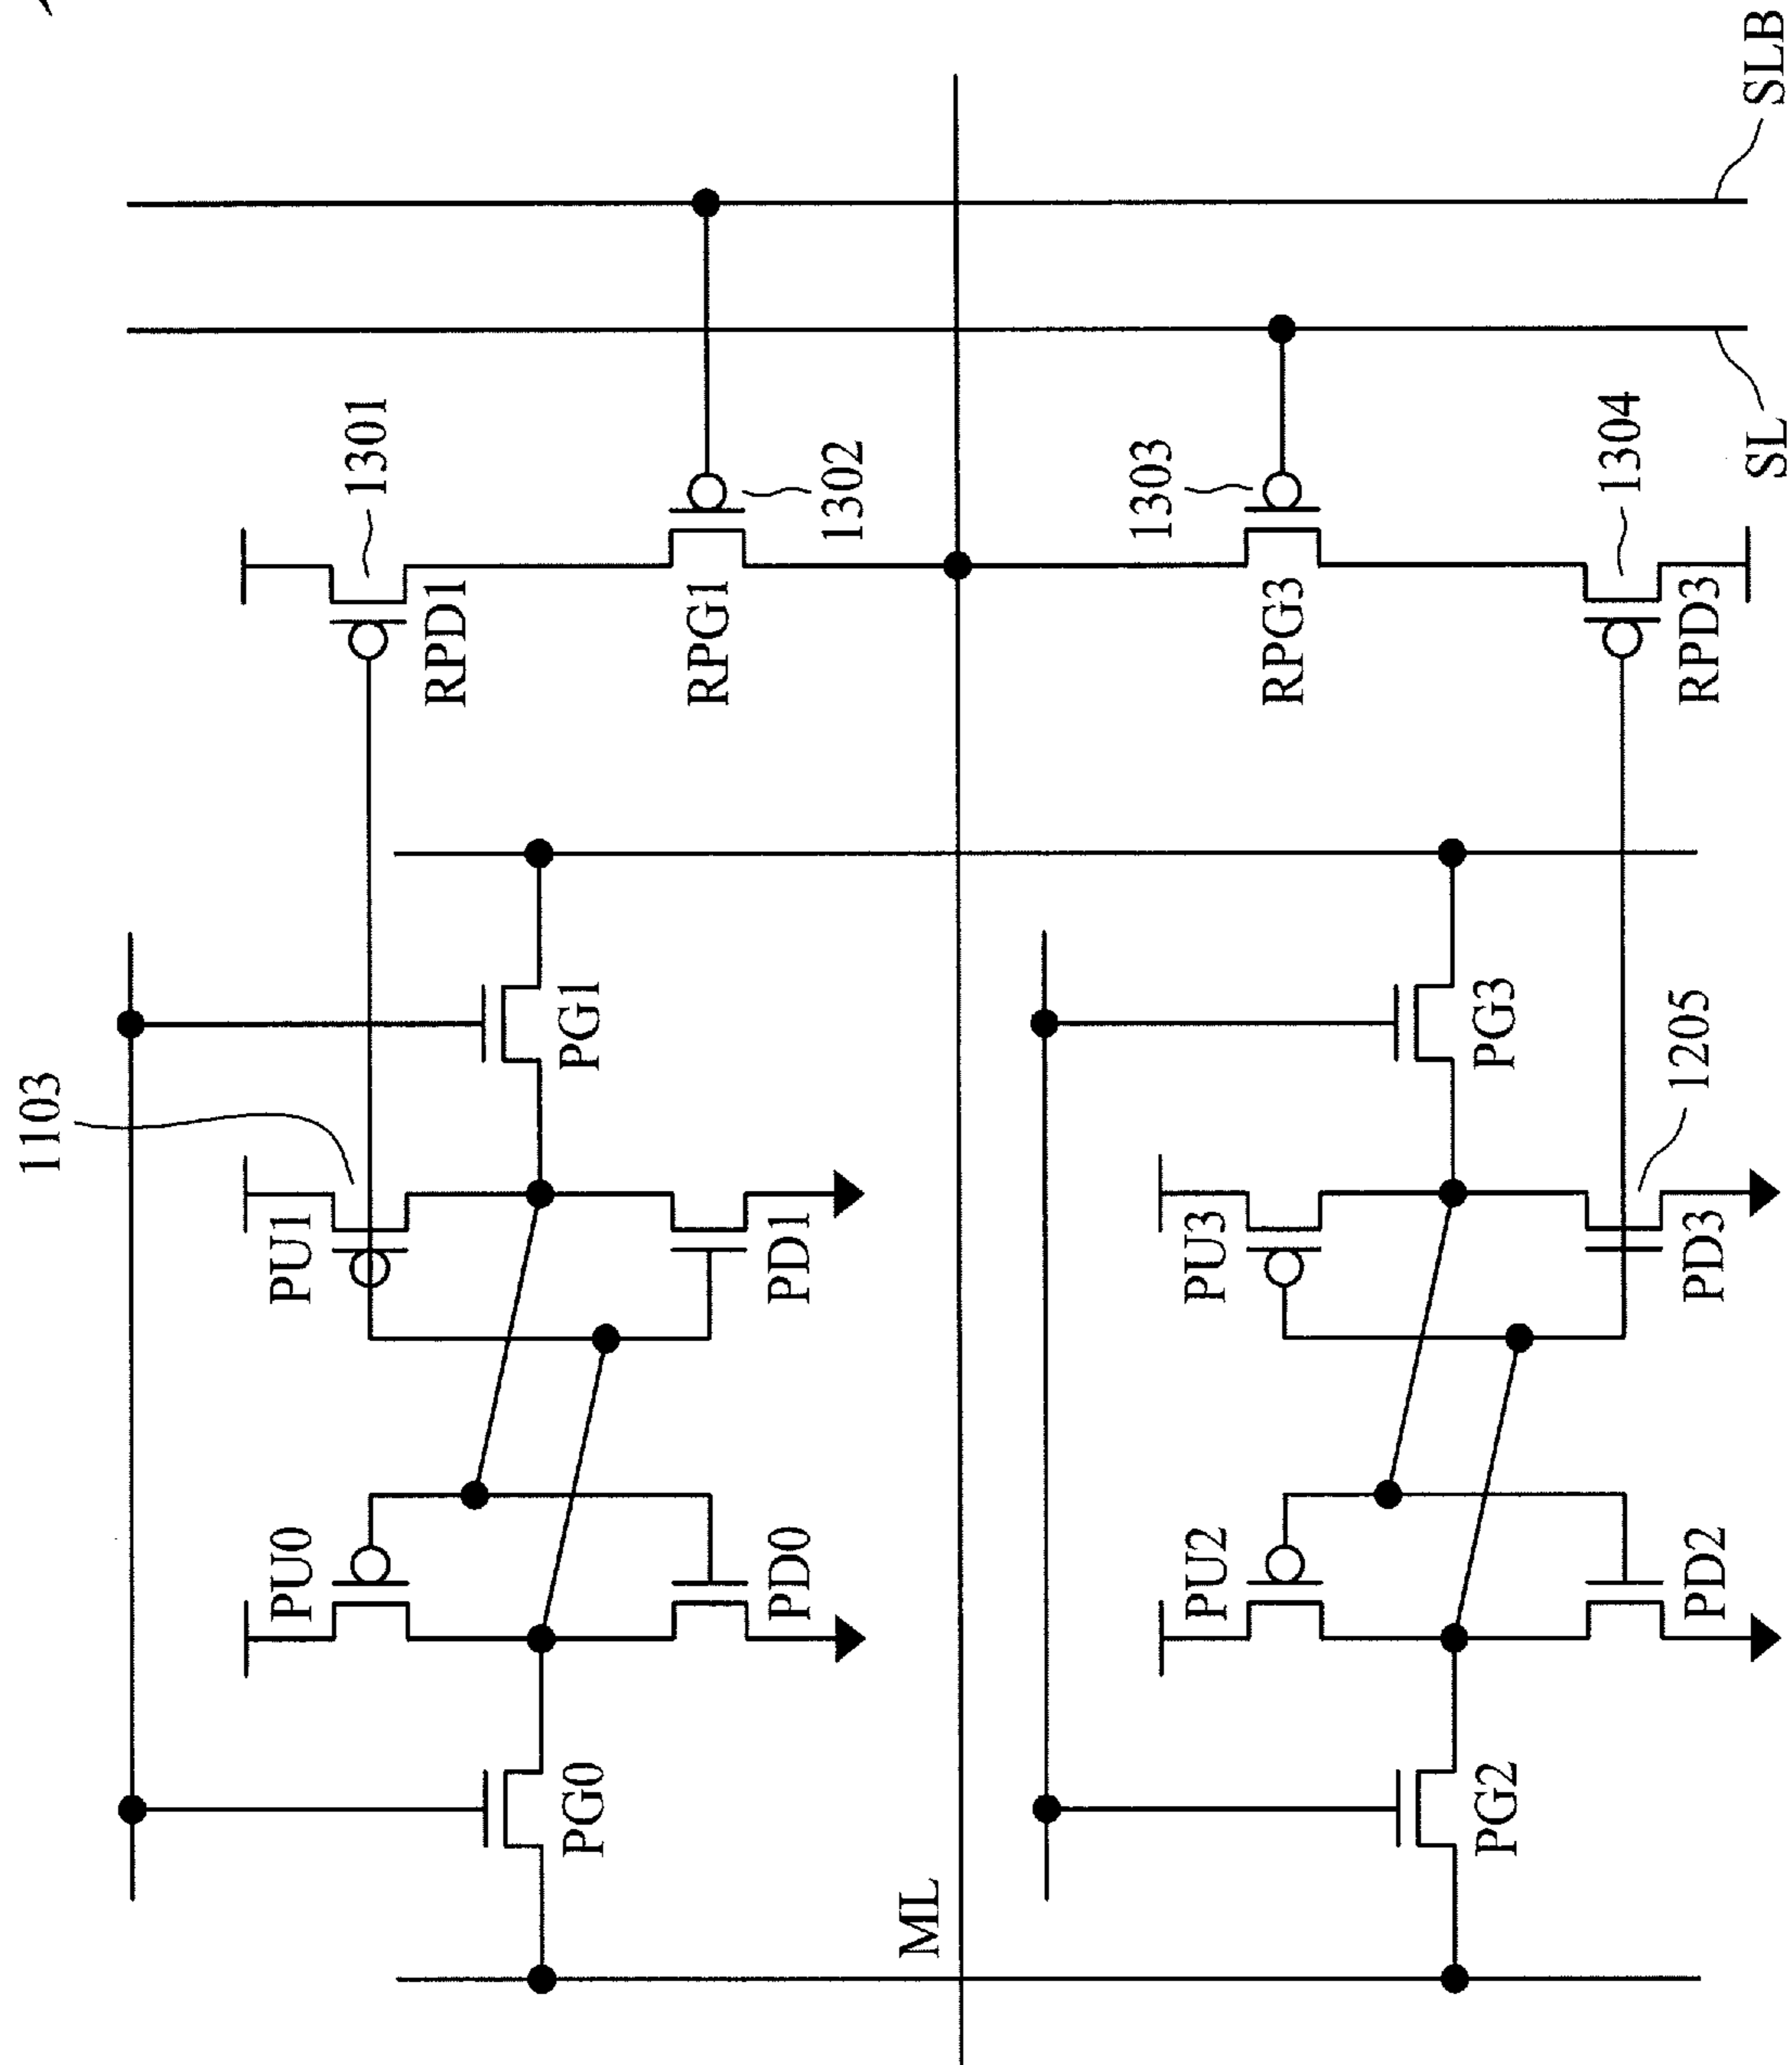 1103
PU0
PU1
PG0
PG1
PD0
PD1
1301
RPD1
RPG1
1302
ML
PU2
PU3
PG2
PG3
PD2
PD3
1205
1303
RPG3
1304
RPD3
SL
SLB